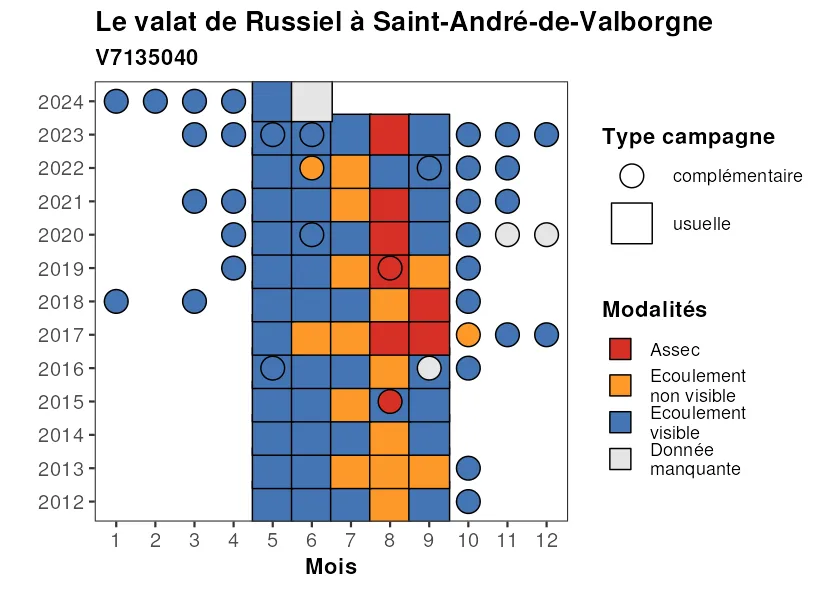 Le valat de Russiel à Saint-André-de-Valborgne
V7135040
2024
2023
2022
2021
2020
2019
2018
2017
2016
2015
2014
2013
2012
1 2 3 4 5 6 7 8 9 10 11 12
Mois
Type campagne
complémentaire
usuelle
Modalités
Assec
Ecoulement
non visible
Ecoulement
visible
Donnée
manquante